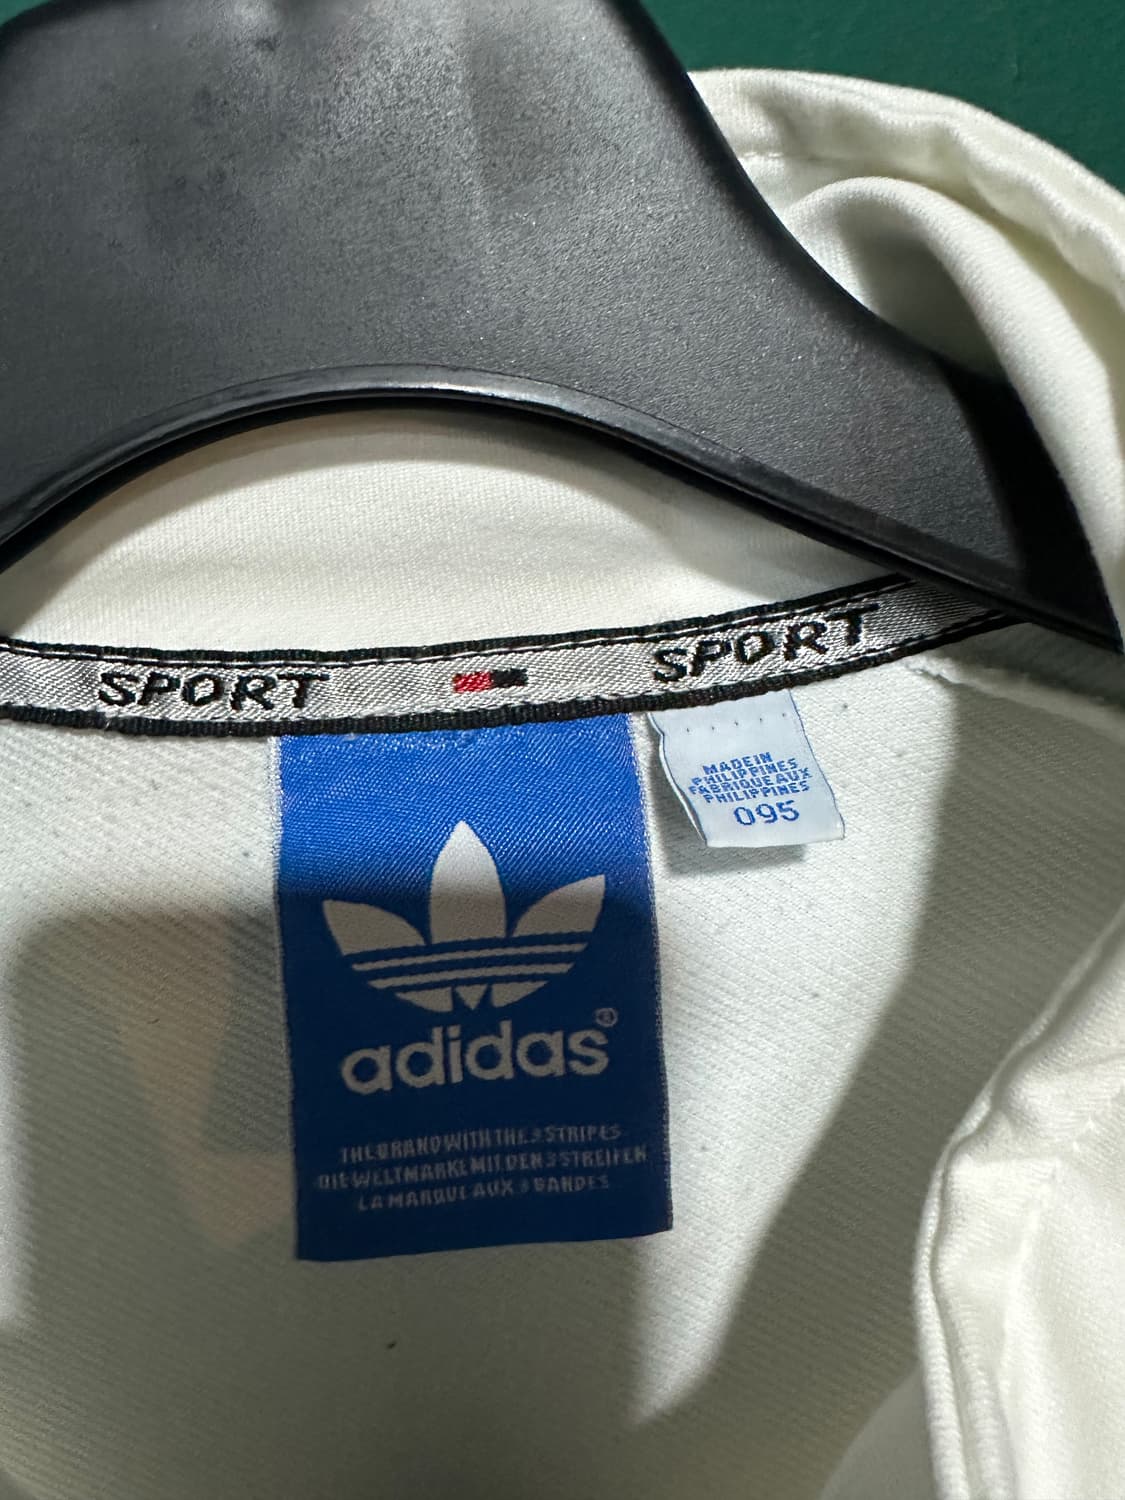 SPORT SPORT
MADE IN
PHILIPPINES
FABRIQUE AUX
PHILIPPINES
095
adidas®
THE BRAND WITH THE 3 STRIPES
DIE WELTMARKE MIT DEN 3 STREIFEN
LA MARQUE AUX 3 BANDES